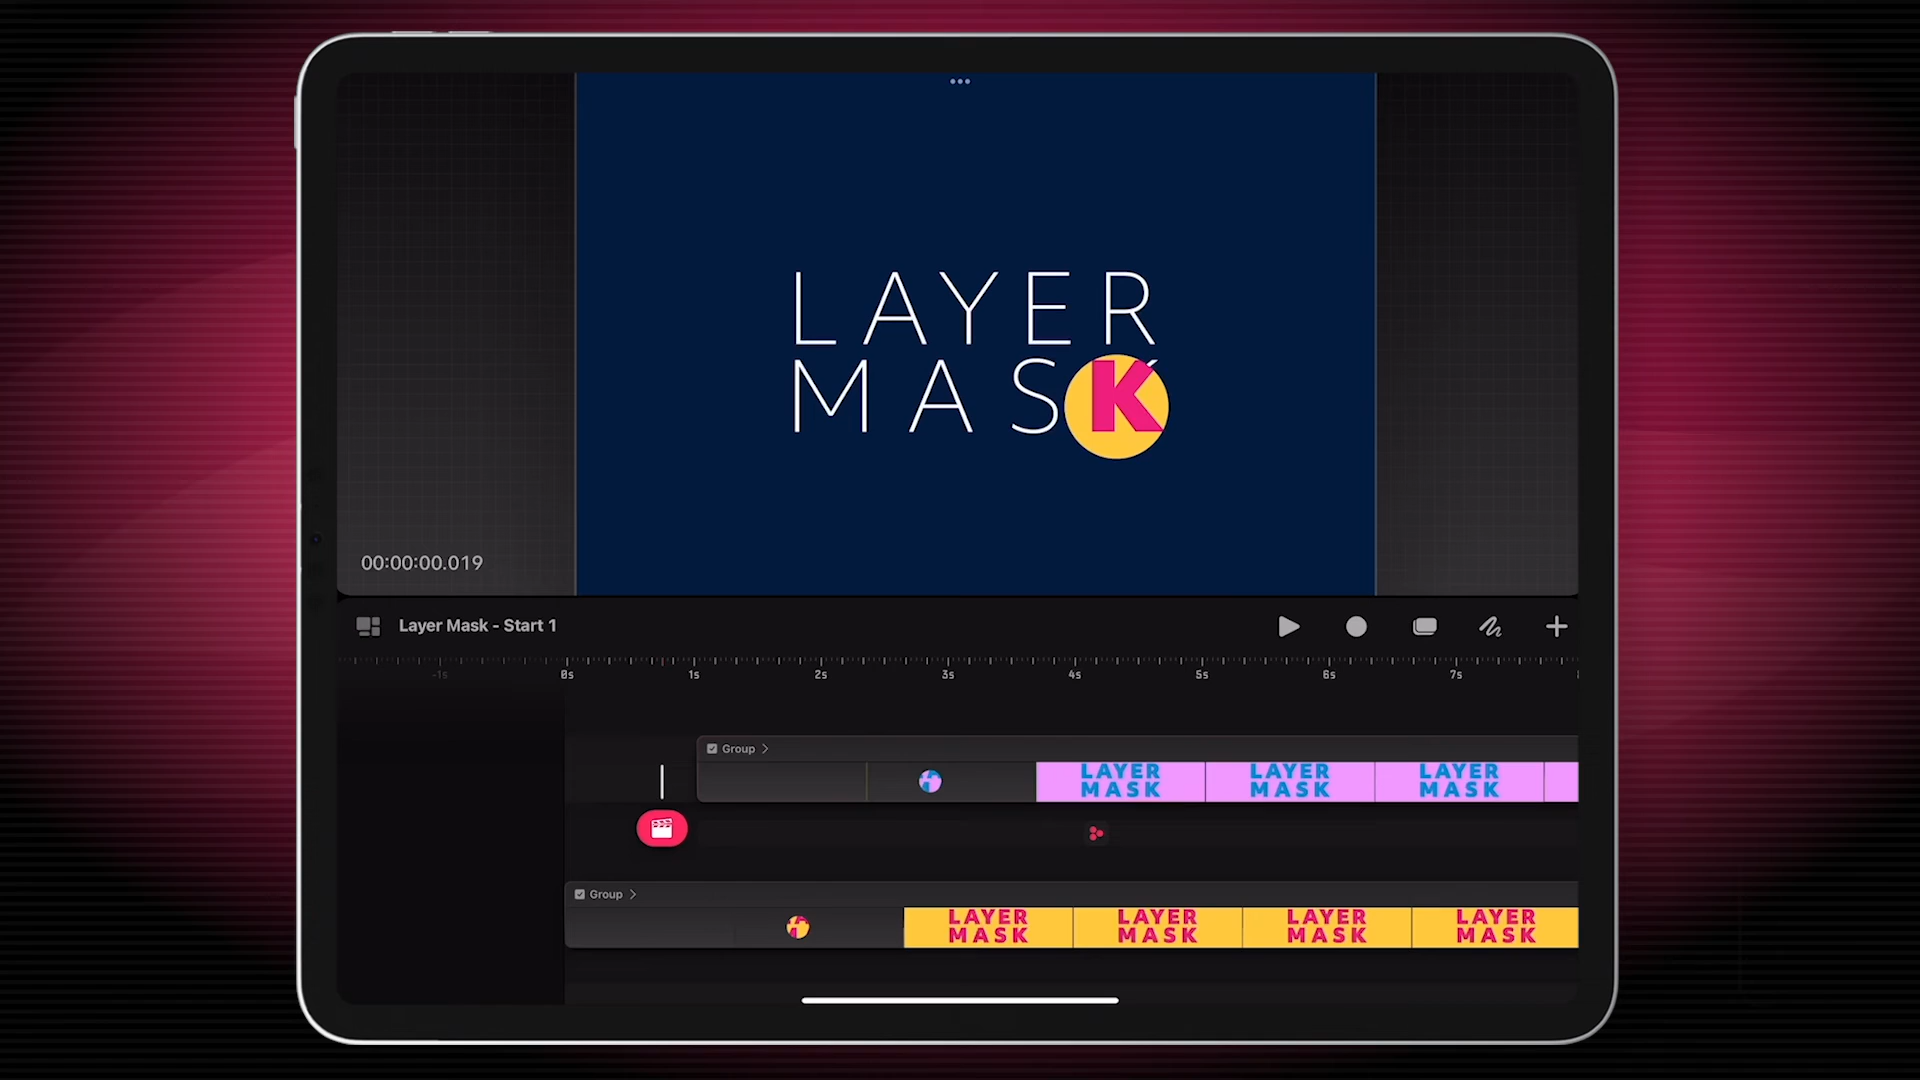 LAYER
MASK
00:00:00.019
Layer Mask - Start 1
-1s 0s 1s 2s 3s 4s 5s 6s 7s
Group
LAYER MASK LAYER MASK LAYER MASK
Group
LAYER MASK LAYER MASK LAYER MASK LAYER MASK